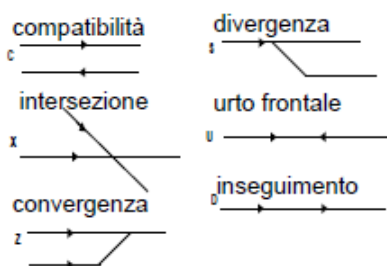 compatibilità
C
intersezione
X
convergenza
Z
divergenza
S
urto frontale
U
inseguimento
D